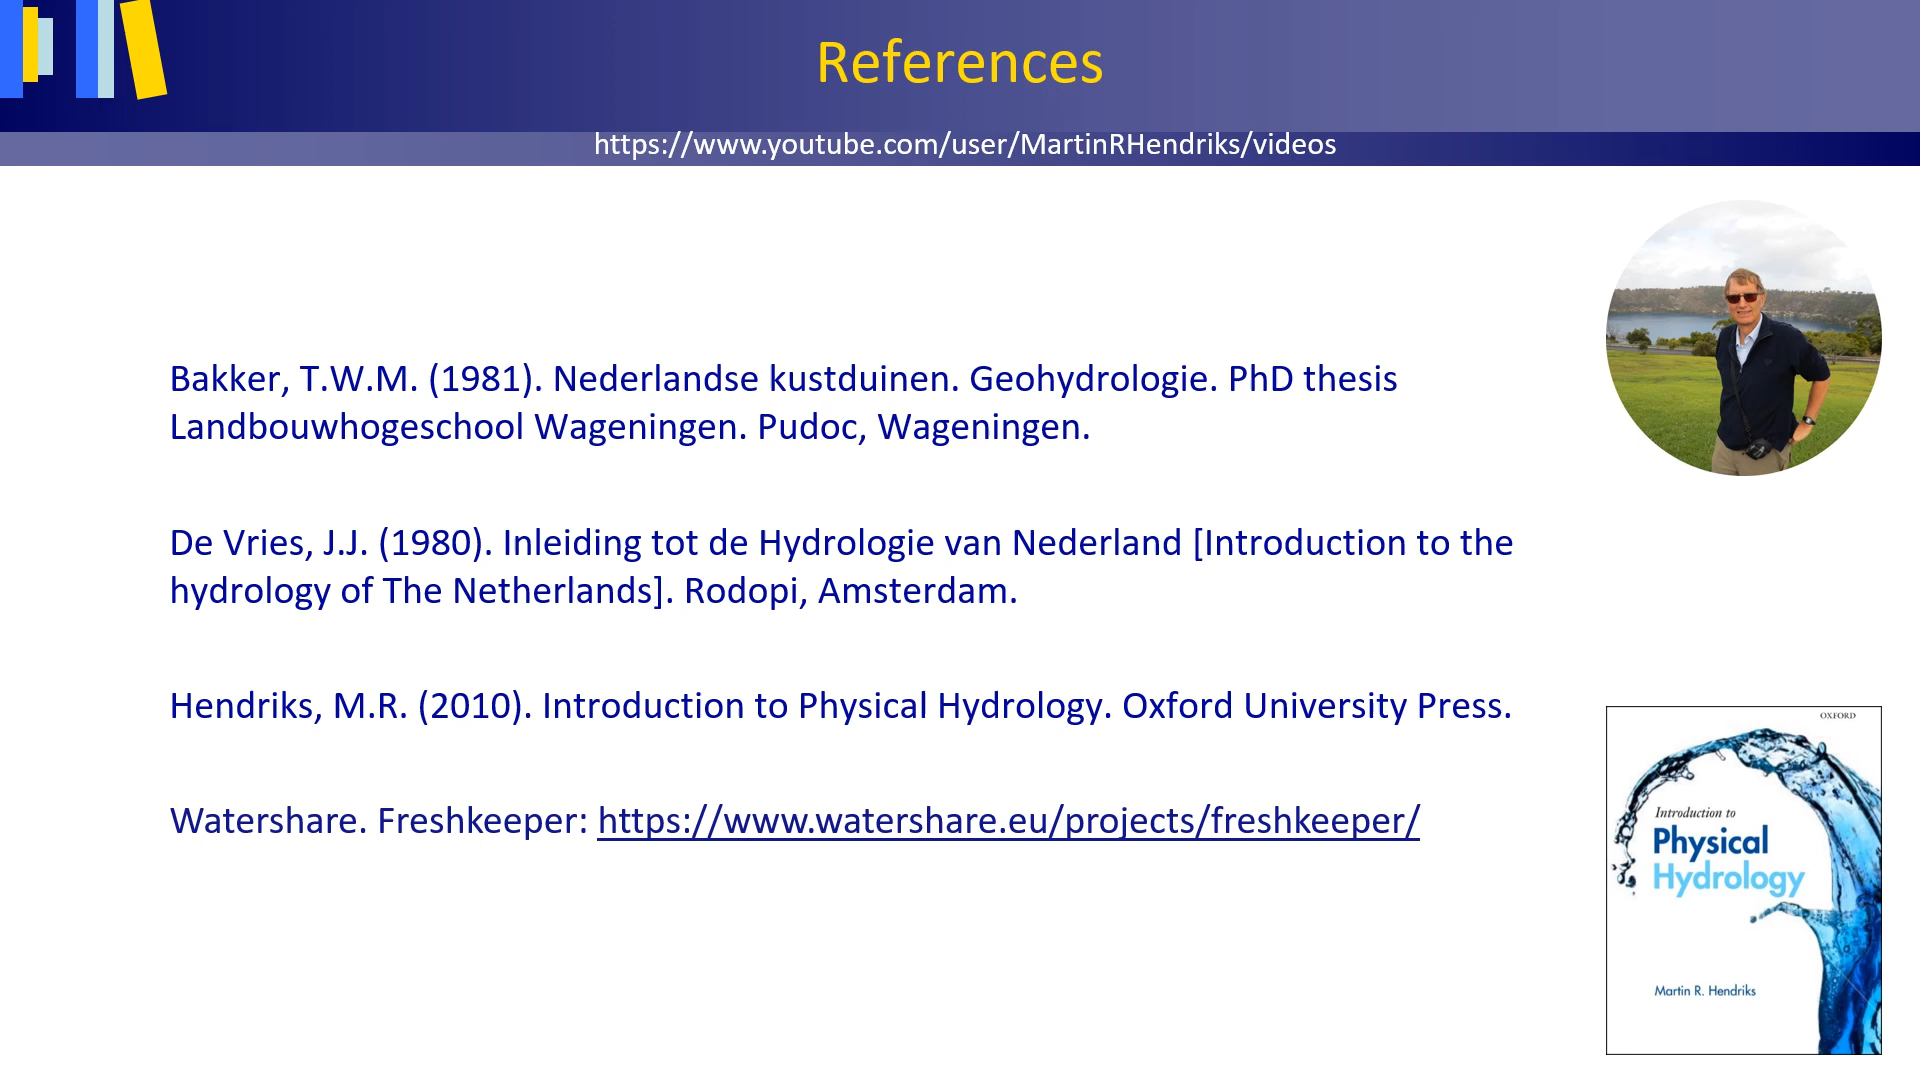 References
https://www.youtube.com/user/MartinRHendriks/videos
Bakker, T.W.M. (1981). Nederlandse kustduinen. Geohydrologie. PhD thesis
Landbouwhogeschool Wageningen. Pudoc, Wageningen.
De Vries, J.J. (1980). Inleiding tot de Hydrologie van Nederland [Introduction to the
hydrology of The Netherlands]. Rodopi, Amsterdam.
Hendriks, M.R. (2010). Introduction to Physical Hydrology. Oxford University Press.
Watershare. Freshkeeper: https://www.watershare.eu/projects/freshkeeper/
OXFORD
Introduction to
Physical
Hydrology
Martin R. Hendriks